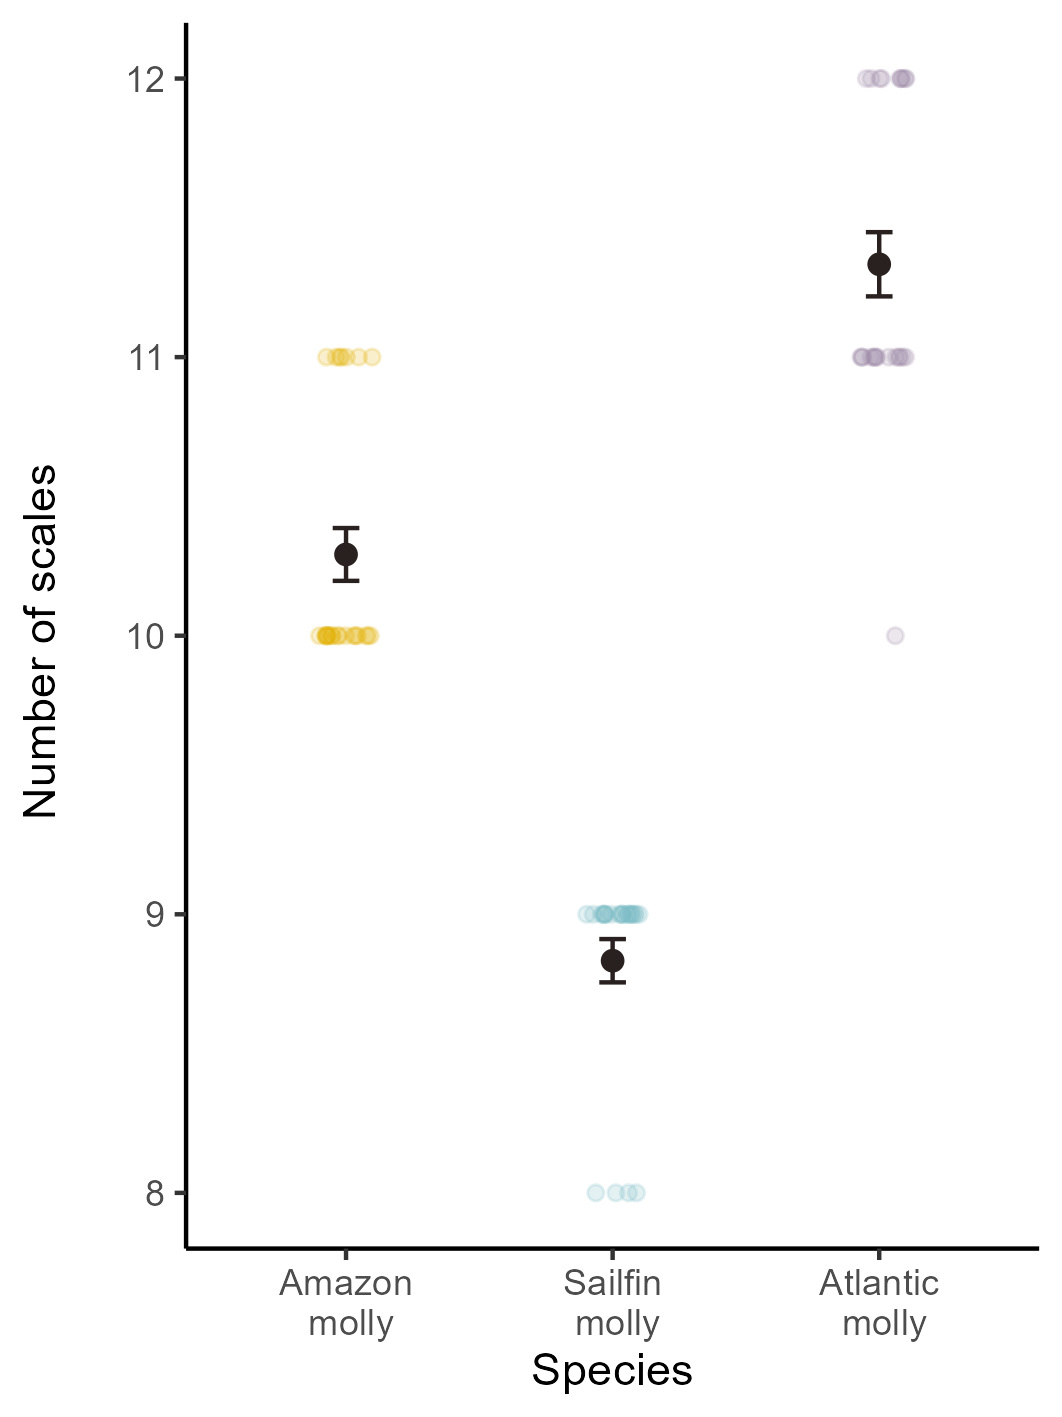 12
11
10
9
8
Number of scales
Amazon
molly
Sailfin
molly
Atlantic
molly
Species